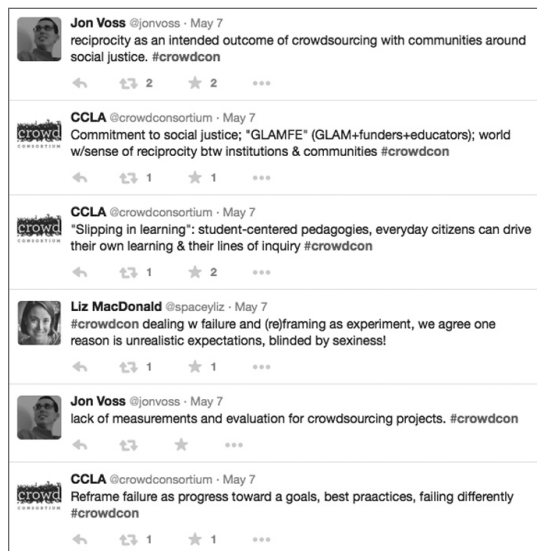 Jon Voss @jonvoss · May 7
reciprocity as an intended outcome of crowdsourcing with communities around
social justice. #crowdcon
2 2
crowd
CONSORTIUM
CCLA @crowdconsortium · May 7
Commitment to social justice; "GLAMFE" (GLAM+funders+educators); world
w/sense of reciprocity btw institutions & communities #crowdcon
1 1
crowd
CONSORTIUM
CCLA @crowdconsortium · May 7
"Slipping in learning": student-centered pedagogies, everyday citizens can drive
their own learning & their lines of inquiry #crowdcon
1 2
Liz MacDonald @spaceyliz · May 7
#crowdcon dealing w failure and (re)framing as experiment, we agree one
reason is unrealistic expectations, blinded by sexiness!
1 1
Jon Voss @jonvoss · May 7
lack of measurements and evaluation for crowdsourcing projects. #crowdcon
crowd
CONSORTIUM
CCLA @crowdconsortium · May 7
Reframe failure as progress toward a goals, best praactices, failing differently
#crowdcon
1 1